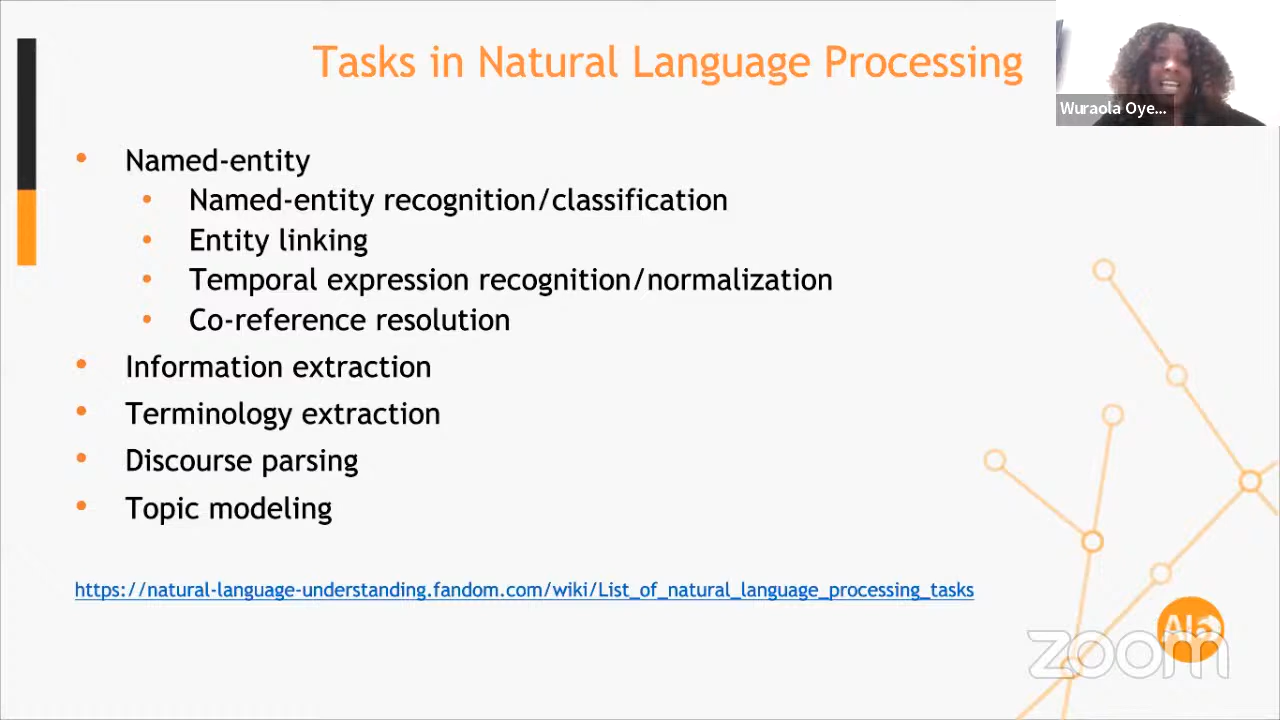 Tasks in Natural Language Processing
Wuraola Oye...
• Named-entity
• Named-entity recognition/classification
• Entity linking
• Temporal expression recognition/normalization
• Co-reference resolution
• Information extraction
• Terminology extraction
• Discourse parsing
• Topic modeling
https://natural-language-understanding.fandom.com/wiki/List_of_natural_language_processing_tasks
zoom